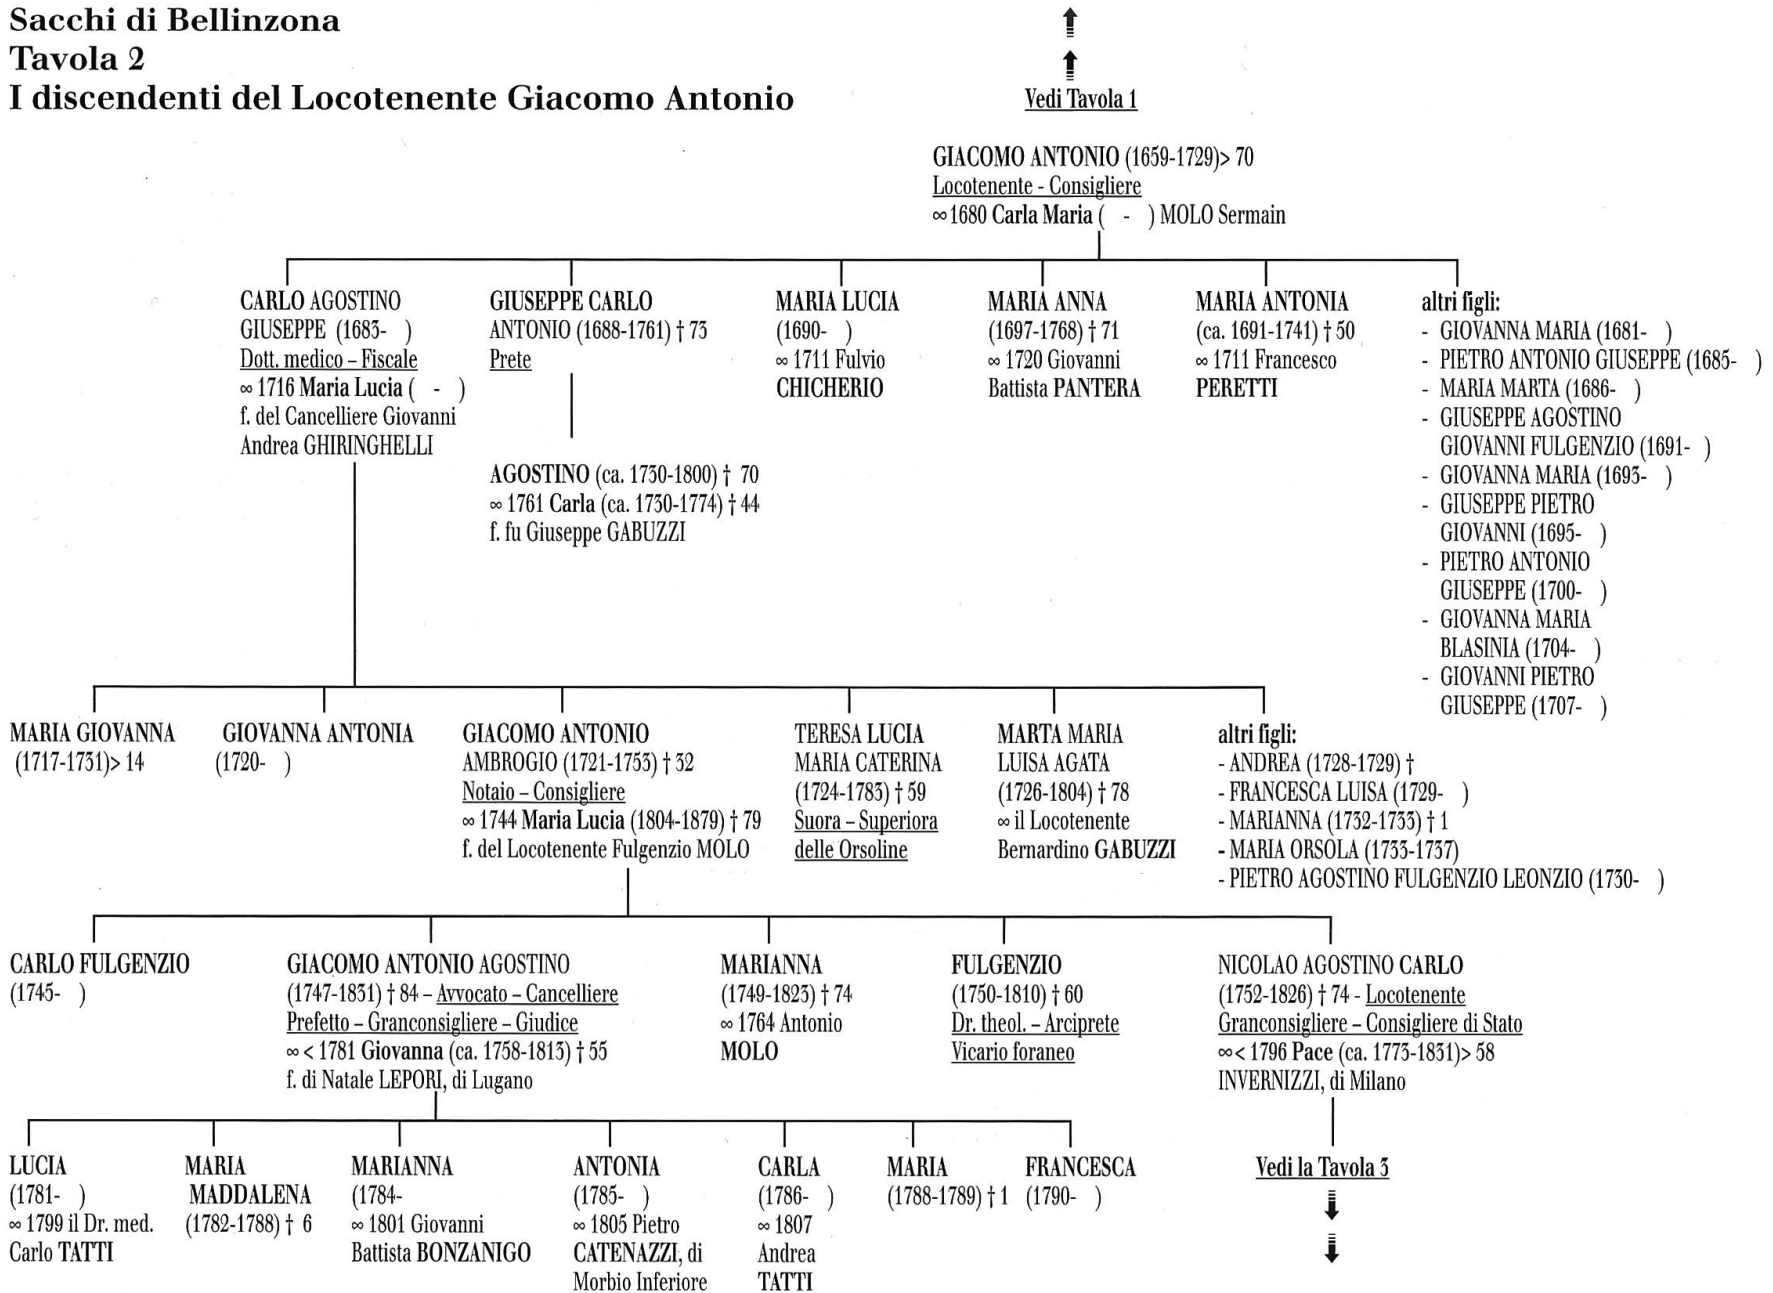 Sacchi di Bellinzona
Tavola 2
I discendenti del Locotenente Giacomo Antonio
Vedi Tavola 1
GIACOMO ANTONIO (1659-1729)> 70
Locotenente - Consigliere
∞ 1680 Carla Maria (   -   ) MOLO Sermain
CARLO AGOSTINO
GIUSEPPE (1683-   )
Dott. medico – Fiscale
∞ 1716 Maria Lucia (   -   )
f. del Cancelliere Giovanni
Andrea GHIRINGHELLI
GIUSEPPE CARLO
ANTONIO (1688-1761) † 73
Prete
AGOSTINO (ca. 1730-1800) † 70
∞ 1761 Carla (ca. 1730-1774) † 44
f. fu Giuseppe GABUZZI
MARIA LUCIA
(1690-   )
∞ 1711 Fulvio
CHICHERIO
MARIA ANNA
(1697-1768) † 71
∞ 1720 Giovanni
Battista PANTERA
MARIA ANTONIA
(ca. 1691-1741) † 50
∞ 1711 Francesco
PERETTI
altri figli:
- GIOVANNA MARIA (1681-   )
- PIETRO ANTONIO GIUSEPPE (1685-   )
- MARIA MARTA (1686-   )
- GIUSEPPE AGOSTINO
GIOVANNI FULGENZIO (1691-   )
- GIOVANNA MARIA (1693-   )
- GIUSEPPE PIETRO
GIOVANNI (1695-   )
- PIETRO ANTONIO
GIUSEPPE (1700-   )
- GIOVANNA MARIA
BLASINIA (1704-   )
- GIOVANNI PIETRO
GIUSEPPE (1707-   )
MARIA GIOVANNA
(1717-1731)> 14
GIOVANNA ANTONIA
(1720-   )
GIACOMO ANTONIO
AMBROGIO (1721-1753) † 32
Notaio – Consigliere
∞ 1744 Maria Lucia (1804-1879) † 79
f. del Locotenente Fulgenzio MOLO
TERESA LUCIA
MARIA CATERINA
(1724-1783) † 59
Suora – Superiora
delle Orsoline
MARTA MARIA
LUISA AGATA
(1726-1804) † 78
∞ il Locotenente
Bernardino GABUZZI
altri figli:
- ANDREA (1728-1729) †
- FRANCESCA LUISA (1729-   )
- MARIANNA (1732-1733) † 1
- MARIA ORSOLA (1733-1737)
- PIETRO AGOSTINO FULGENZIO LEONZIO (1730-   )
CARLO FULGENZIO
(1745-   )
GIACOMO ANTONIO AGOSTINO
(1747-1831) † 84 – Avvocato – Cancelliere
Prefetto – Granconsigliere – Giudice
∞ < 1781 Giovanna (ca. 1758-1813) † 55
f. di Natale LEPORI, di Lugano
MARIANNA
(1749-1823) † 74
∞ 1764 Antonio
MOLO
FULGENZIO
(1750-1810) † 60
Dr. theol. – Arciprete
Vicario foraneo
NICOLAO AGOSTINO CARLO
(1752-1826) † 74 - Locotenente
Granconsigliere – Consigliere di Stato
∞< 1796 Pace (ca. 1773-1831)> 58
INVERNIZZI, di Milano
LUCIA
(1781-   )
∞ 1799 il Dr. med.
Carlo TATTI
MARIA
MADDALENA
(1782-1788) † 6
MARIANNA
(1784-
∞ 1801 Giovanni
Battista BONZANIGO
ANTONIA
(1785-   )
∞ 1805 Pietro
CATENAZZI, di
Morbio Inferiore
CARLA
(1786-   )
∞ 1807
Andrea
TATTI
MARIA
(1788-1789) † 1
FRANCESCA
(1790-   )
Vedi la Tavola 3